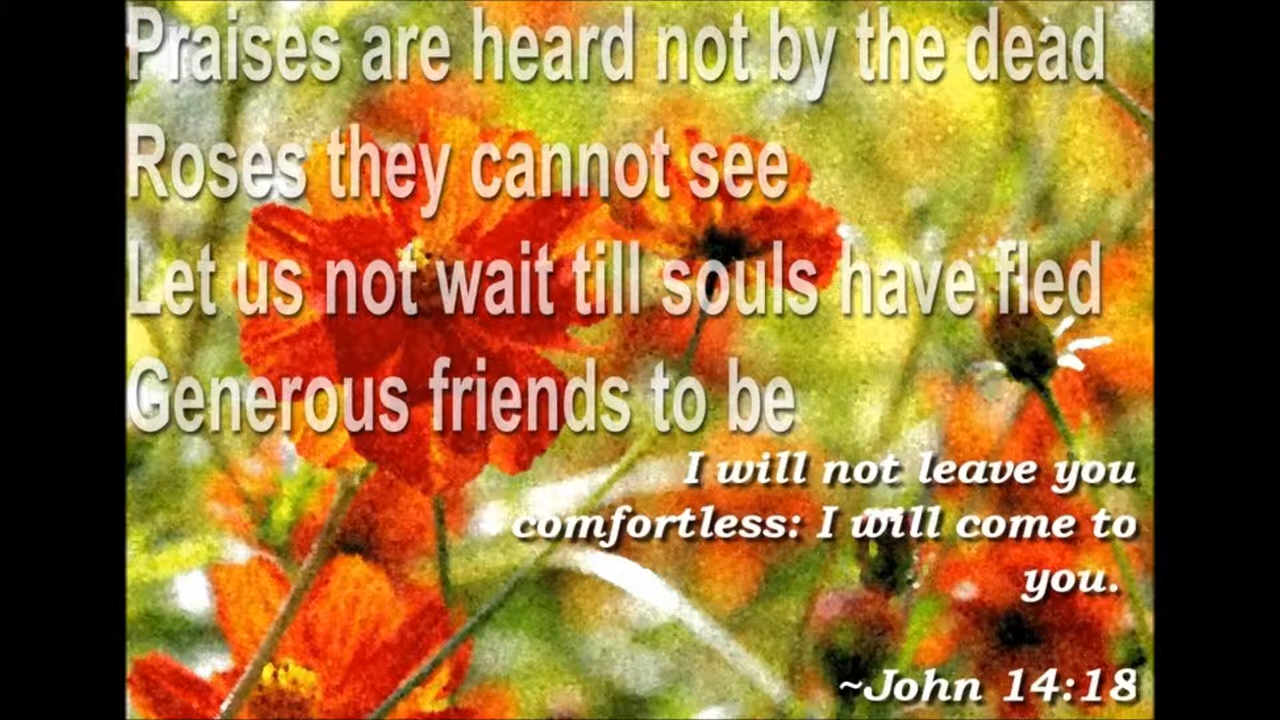 Praises are heard not by the dead
Roses they cannot see
Let us not wait till souls have fled
Generous friends to be
I will not leave you
comfortless: I will come to
you.
~John 14:18